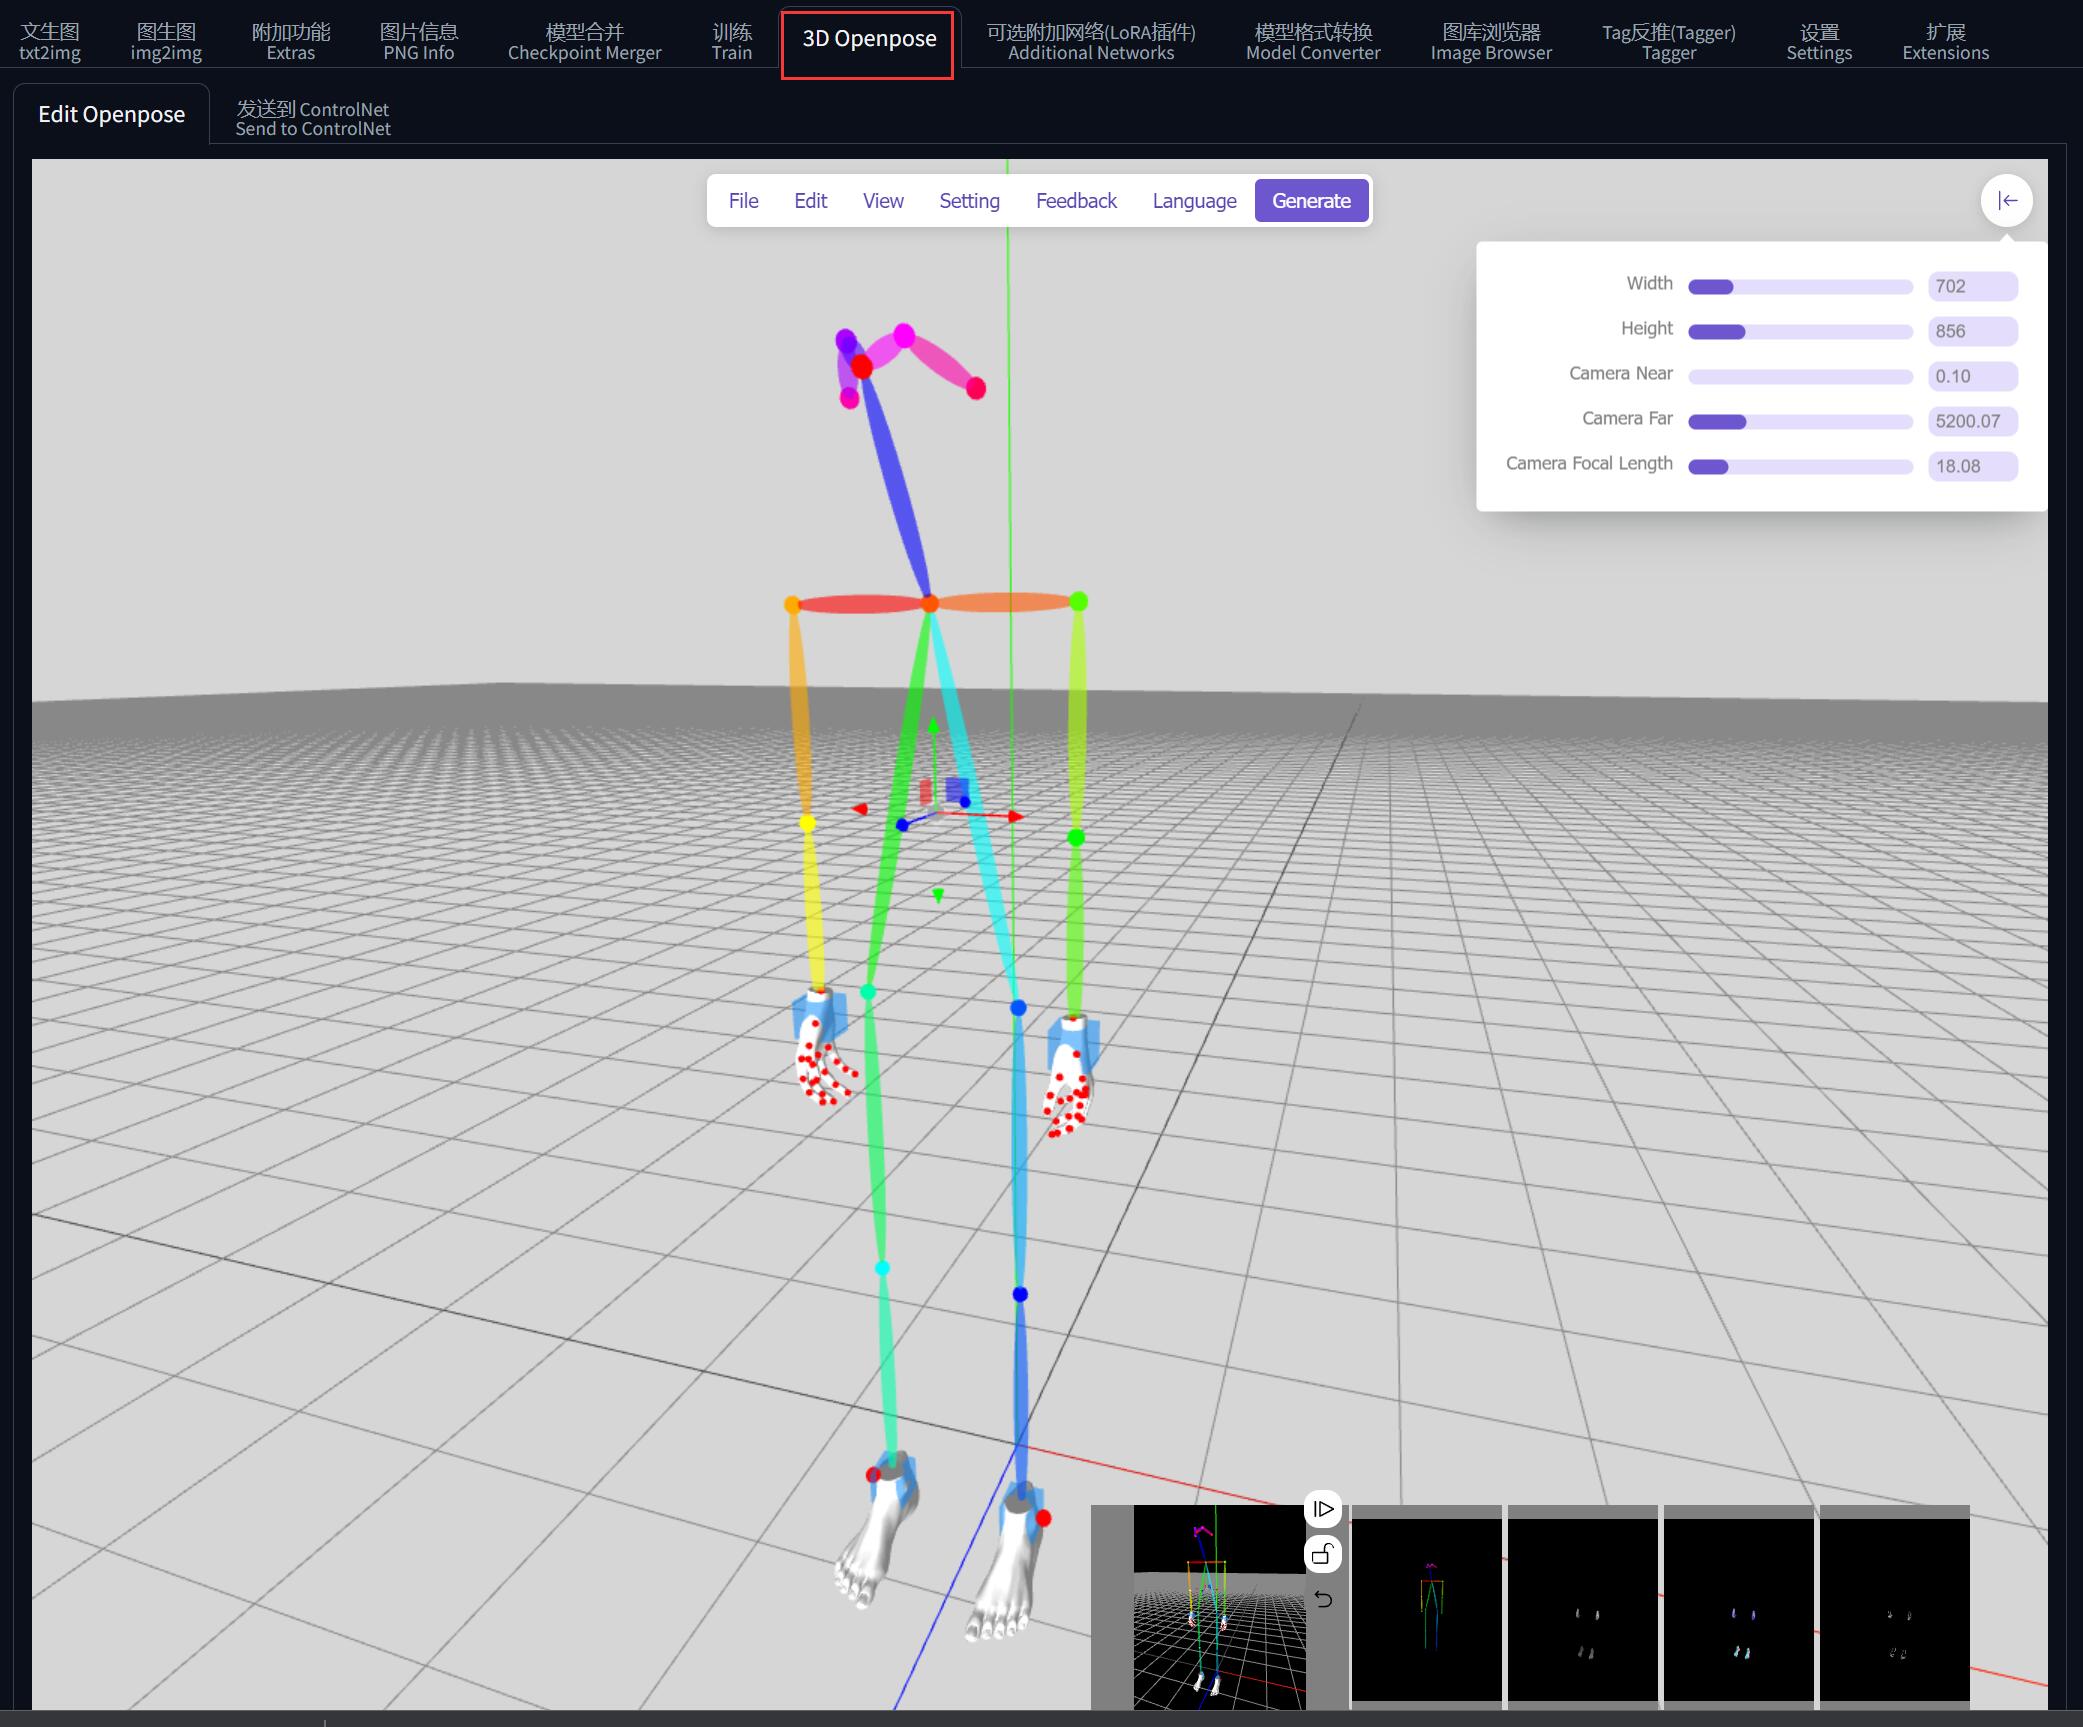 文生图
txt2img
图生图
img2img
附加功能
Extras
图片信息
PNG Info
模型合并
Checkpoint Merger
训练
Train
3D Openpose
可选附加网络(LoRA插件)
Additional Networks
模型格式转换
Model Converter
图库浏览器
Image Browser
Tag反推(Tagger)
Tagger
设置
Settings
扩展
Extensions
Edit Openpose
发送到 ControlNet
Send to ControlNet
File Edit View Setting Feedback Language Generate
Width 702
Height 856
Camera Near 0.10
Camera Far 5200.07
Camera Focal Length 18.08